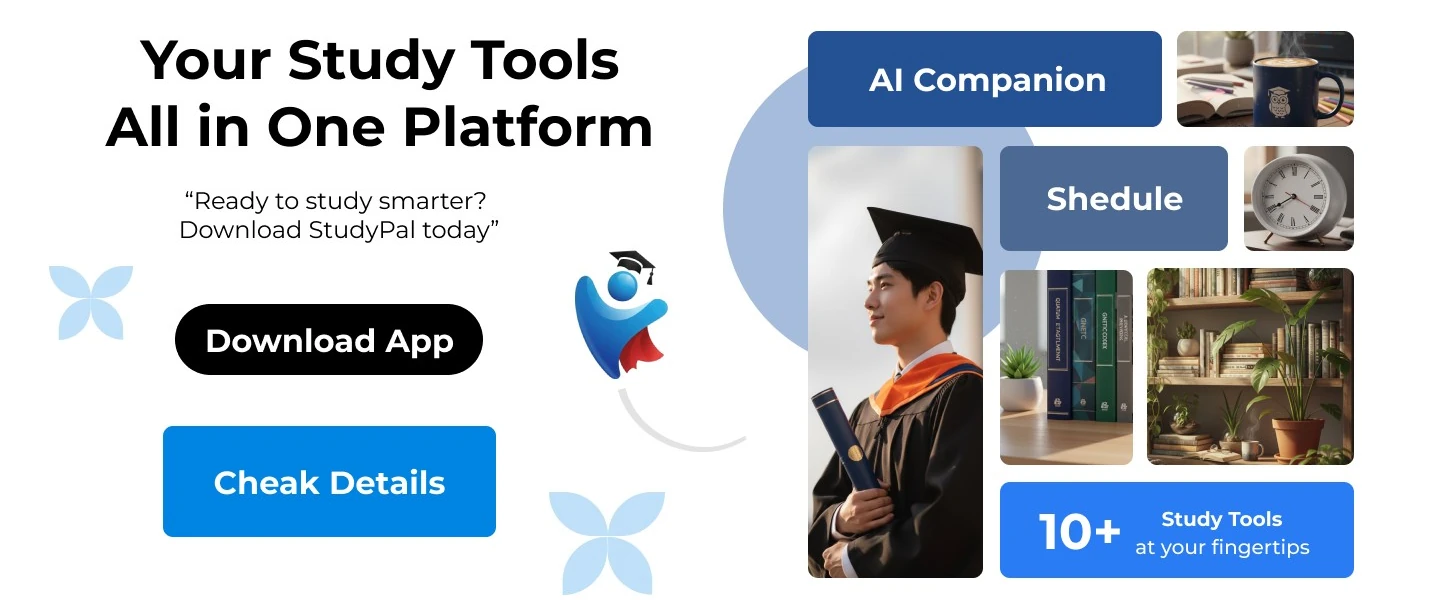 Your Study Tools
All in One Platform
“Ready to study smarter?
Download StudyPal today”
Download App
Cheak Details
AI Companion
Shedule
10+
Study Tools
at your fingertips